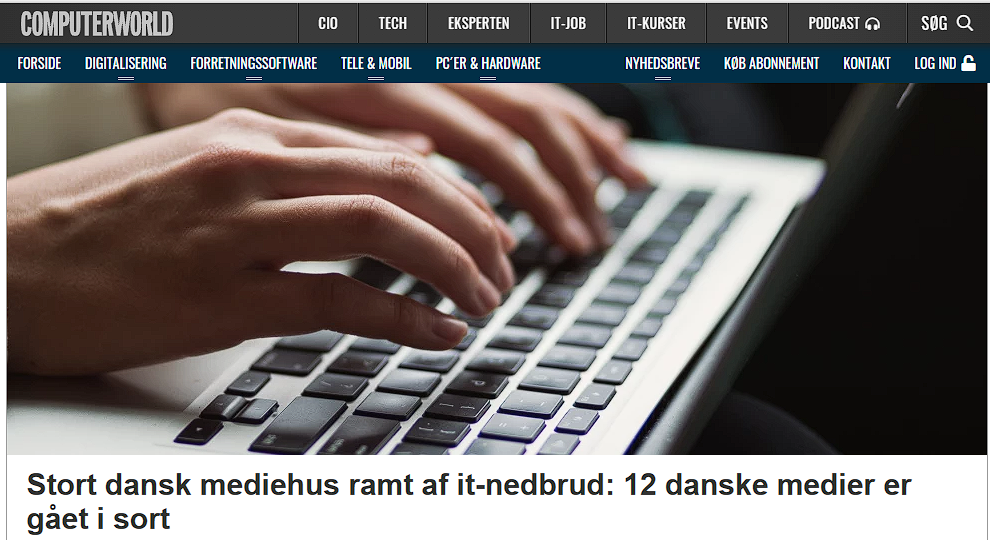 COMPUTERWORLD CIO TECH EKSPERTEN IT-JOB IT-KURSER EVENTS PODCAST SØG
FORSIDE DIGITALISERING FORRETNINGSSOFTWARE TELE & MOBIL PC´ER & HARDWARE NYHEDSBREVE KØB ABONNEMENT KONTAKT LOG IND
Stort dansk mediehus ramt af it-nedbrud: 12 danske medier er
gået i sort